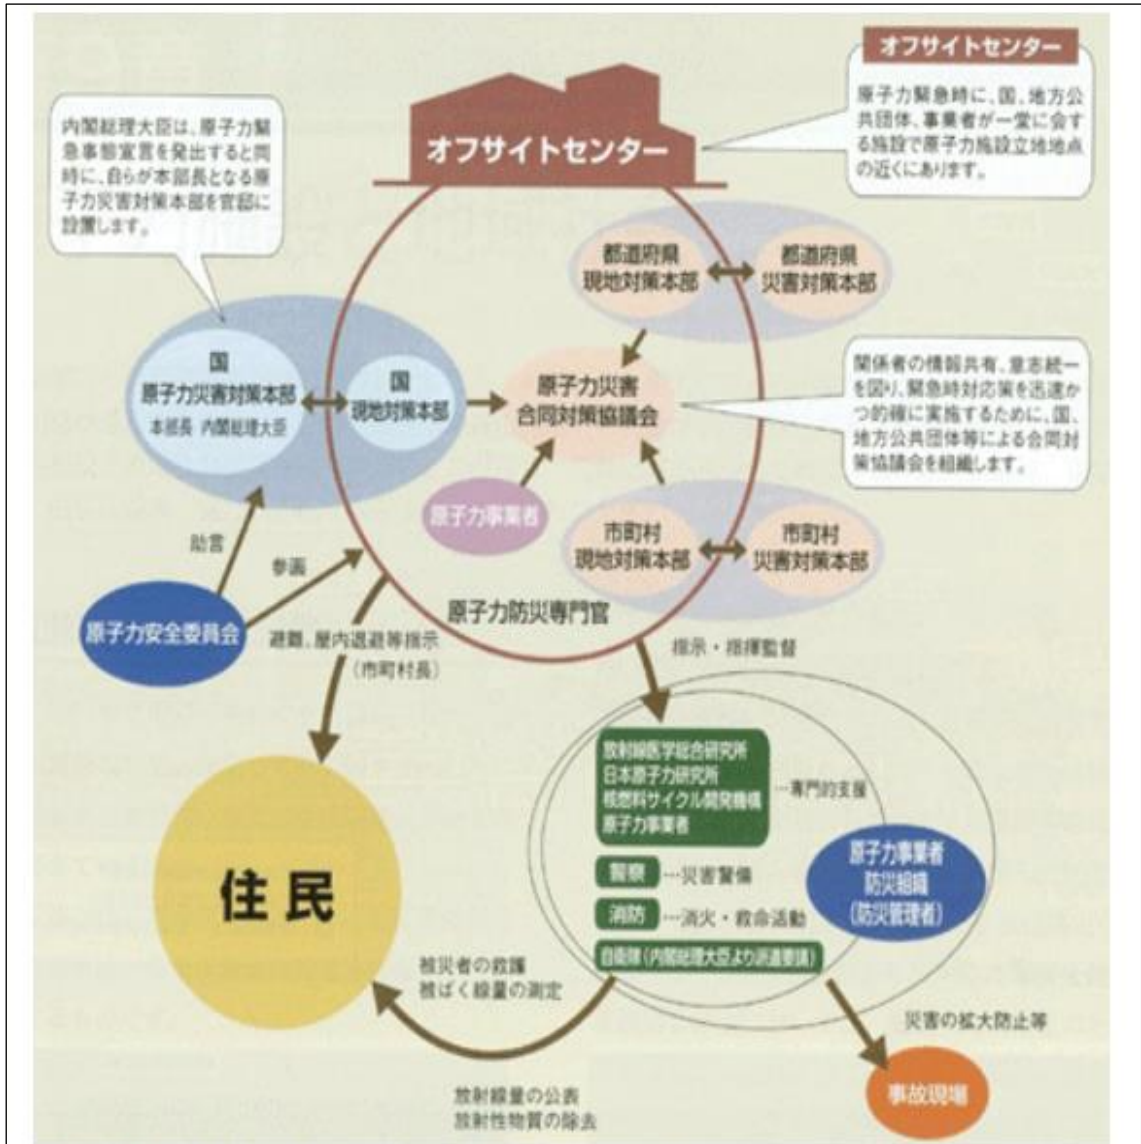 オフサイトセンター
原子力緊急時に、国、地方公
共団体、事業者が一堂に会す
る施設で原子力施設立地地点
の近くにあります。
内閣総理大臣は、原子力緊
急事態宣言を発出すると同
時に、自らが本部長となる原
子力災害対策本部を官邸に
設置します。
オフサイトセンター
都道府県
現地対策本部
都道府県
災害対策本部
国
原子力災害対策本部
本部長 内閣総理大臣
国
現地対策本部
原子力災害
合同対策協議会
関係者の情報共有、意志統一
を図り、緊急時対応策を迅速か
つ的確に実施するために、国、
地方公共団体等による合同対
策協議会を組織します。
原子力事業者
市町村
現地対策本部
市町村
災害対策本部
助言
参画
原子力安全委員会
原子力防災専門官
避難、屋内退避等指示
(市町村長)
指示・指揮監督
放射線医学総合研究所
日本原子力研究所
核燃料サイクル開発機構
原子力事業者
…専門的支援
警察…災害警備
消防…消火・救命活動
自衛隊(内閣総理大臣より派遣要請)
原子力事業者
防災組織
(防災管理者)
住民
被災者の救護
被ばく線量の測定
災害の拡大防止等
放射線量の公表
放射性物質の除去
事故現場